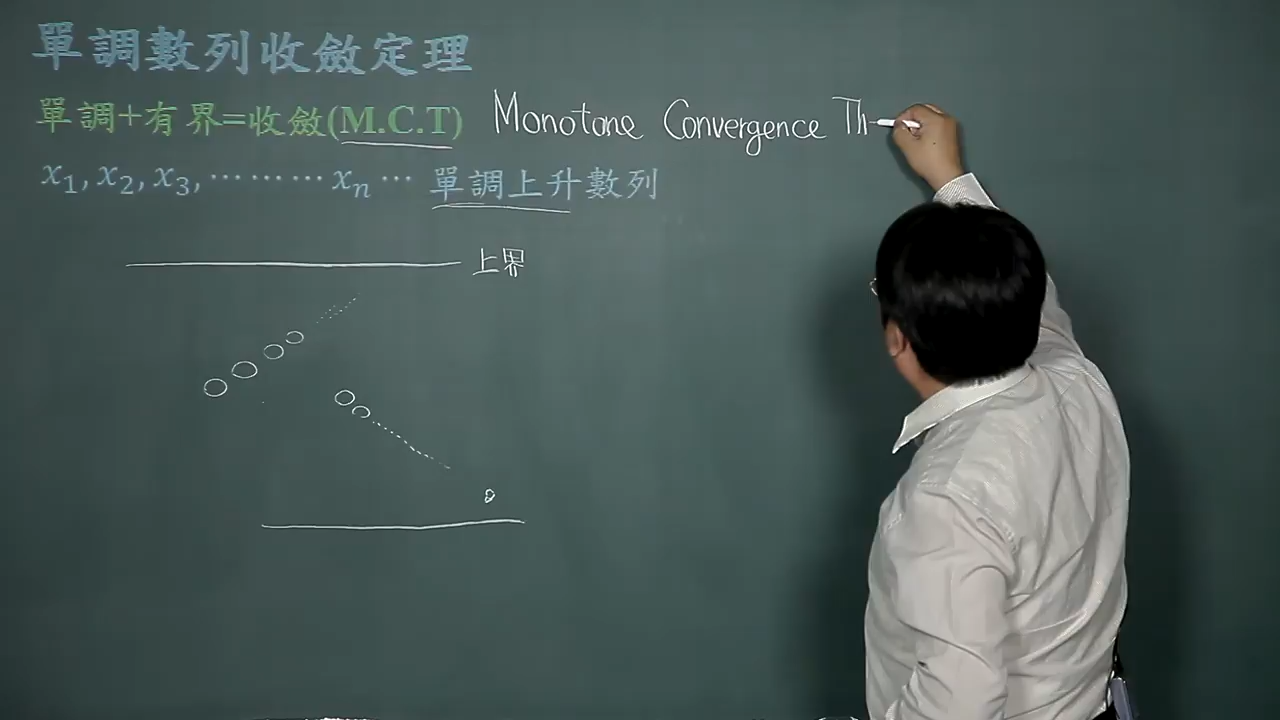 單調數列收斂定理
單調+有界=收斂(M.C.T) Monotone Convergence Th
x₁, x₂, x₃, ⋯⋯⋯ xₙ ⋯ 單調上升數列
上界